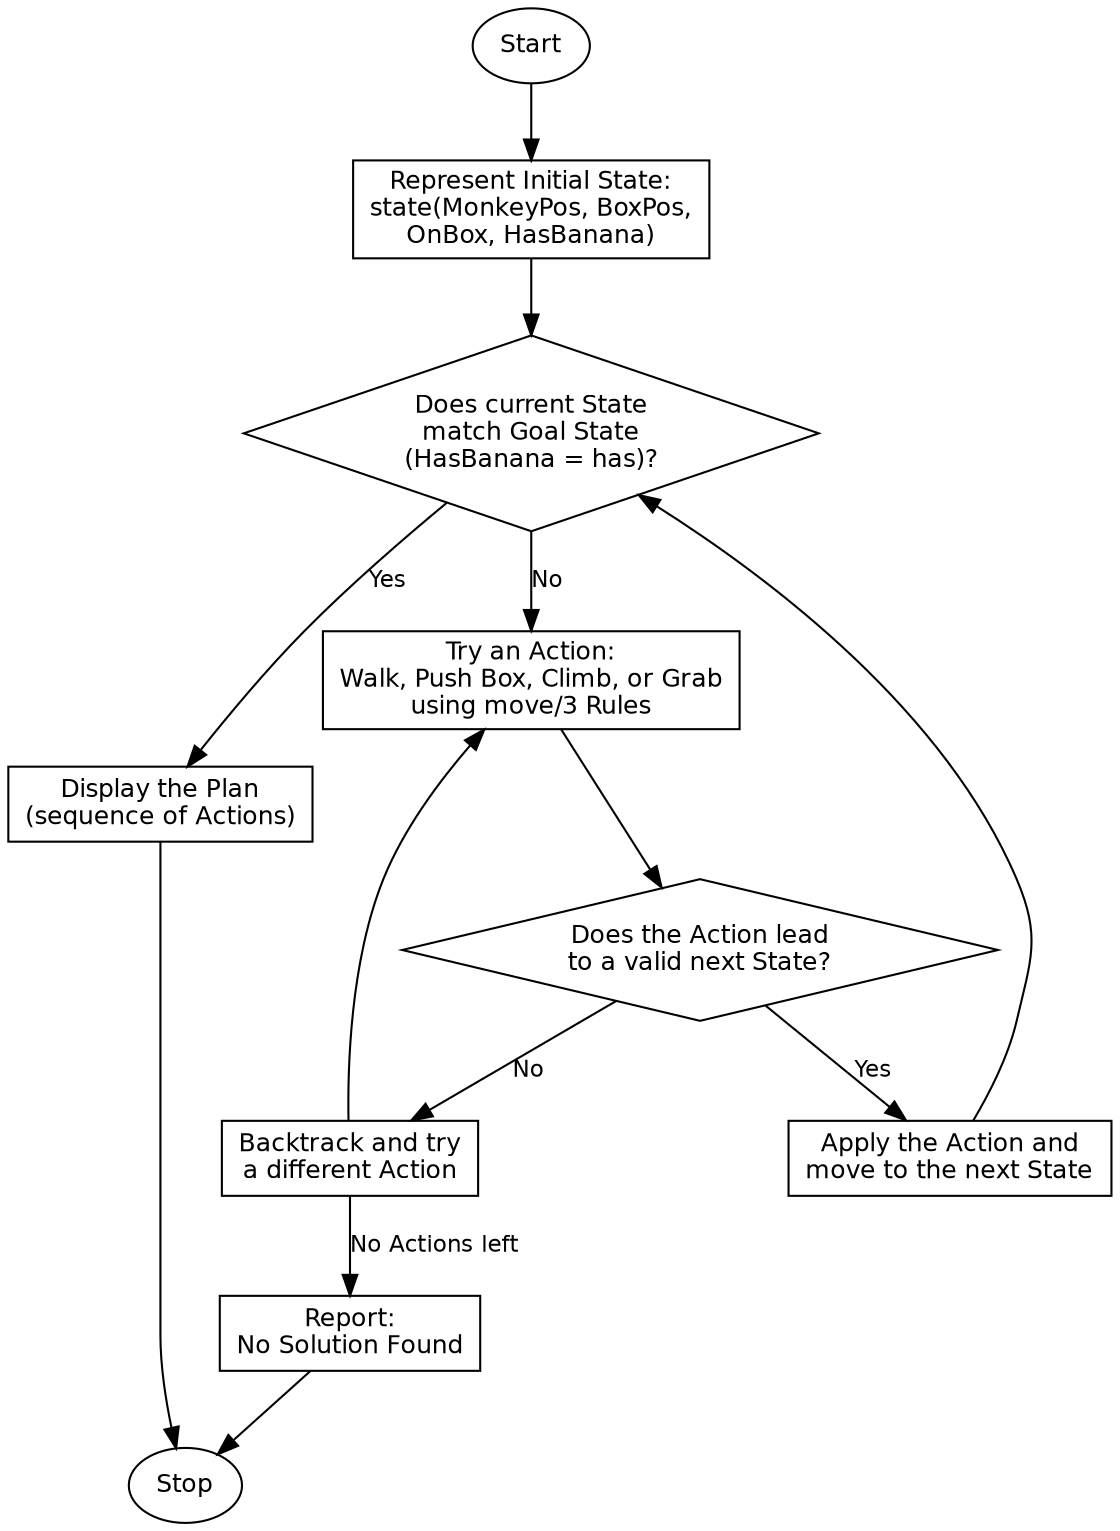 Start
Represent Initial State:
state(MonkeyPos, BoxPos,
OnBox, HasBanana)
Does current State
match Goal State
(HasBanana = has)?
Yes
No
Try an Action:
Walk, Push Box, Climb, or Grab
using move/3 Rules
Display the Plan
(sequence of Actions)
Does the Action lead
to a valid next State?
No
Yes
Backtrack and try
a different Action
Apply the Action and
move to the next State
No Actions left
Report:
No Solution Found
Stop